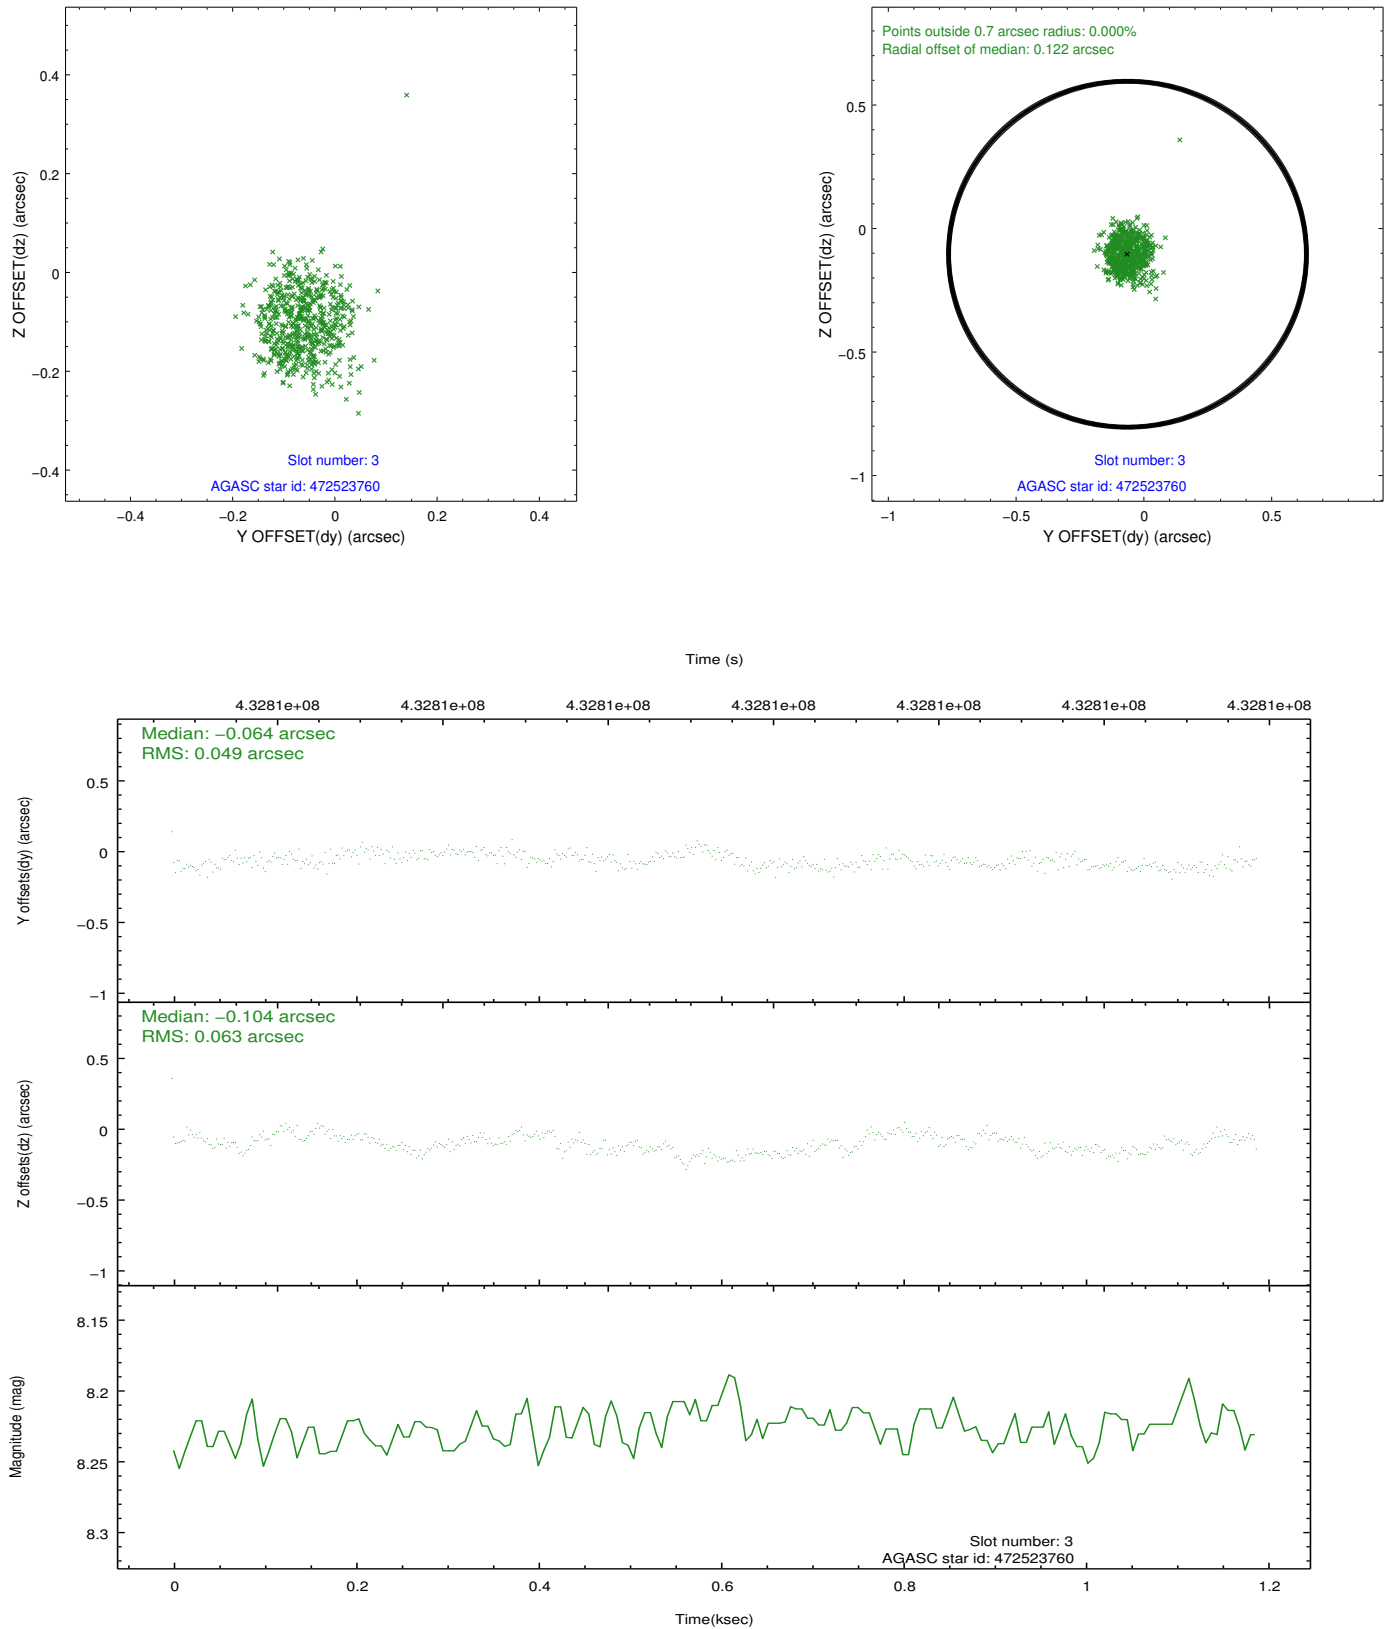 0.4
0.2
0
−0.2
−0.4
Z OFFSET(dz) (arcsec)
Slot number: 3
AGASC star id: 472523760
−0.4 −0.2 0 0.2 0.4
Y OFFSET(dy) (arcsec)
Points outside 0.7 arcsec radius: 0.000%
Radial offset of median: 0.122 arcsec
0.5
0
−0.5
−1
Z OFFSET(dz) (arcsec)
Slot number: 3
AGASC star id: 472523760
−1 −0.5 0 0.5
Y OFFSET(dy) (arcsec)
Time (s)
4.3281e+08 4.3281e+08 4.3281e+08 4.3281e+08 4.3281e+08 4.3281e+08 4.3281e+08
Median: −0.064 arcsec
RMS: 0.049 arcsec
0.5
0
−0.5
−1
Y offsets(dy) (arcsec)
Median: −0.104 arcsec
RMS: 0.063 arcsec
0.5
0
−0.5
−1
Z offsets(dz) (arcsec)
8.15
8.2
8.25
8.3
Magnitude (mag)
Slot number: 3
AGASC star id: 472523760
0 0.2 0.4 0.6 0.8 1 1.2
Time(ksec)